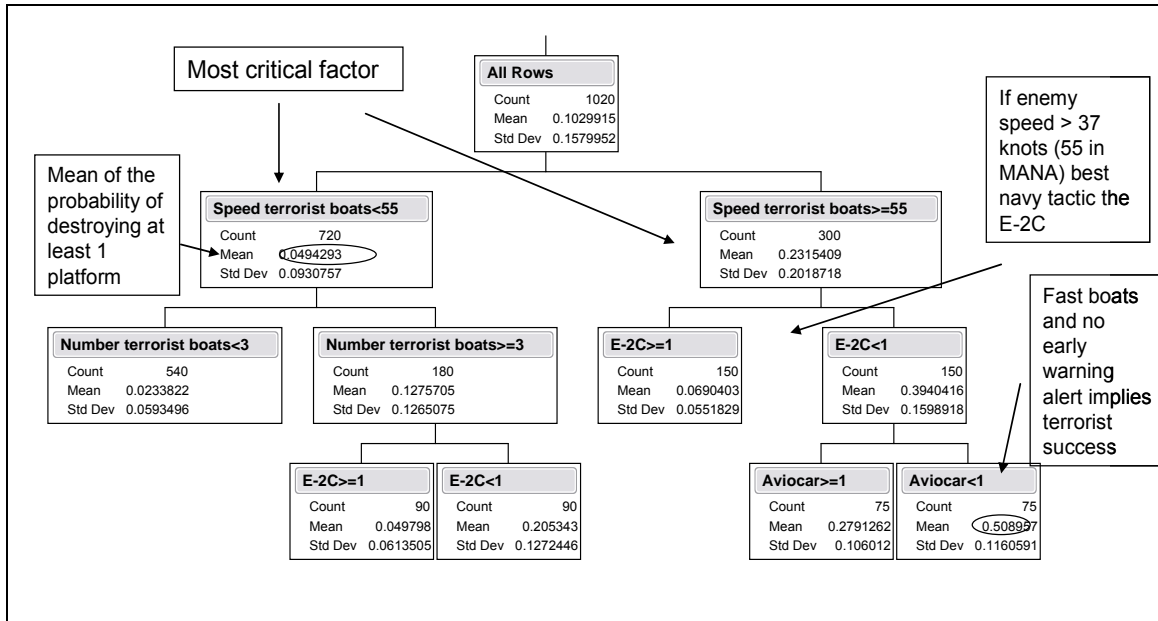 Most critical factor
All Rows
Count 1020
Mean 0.1029915
Std Dev 0.1579952
If enemy
speed > 37
knots (55 in
MANA) best
navy tactic the
E-2C
Mean of the
probability of
destroying at
least 1
platform
Speed terrorist boats<55
Count 720
Mean 0.0494293
Std Dev 0.0930757
Speed terrorist boats>=55
Count 300
Mean 0.2315409
Std Dev 0.2018718
Fast boats
and no
early
warning
alert implies
terrorist
success
Number terrorist boats<3
Count 540
Mean 0.0233822
Std Dev 0.0593496
Number terrorist boats>=3
Count 180
Mean 0.1275705
Std Dev 0.1265075
E-2C>=1
Count 150
Mean 0.0690403
Std Dev 0.0551829
E-2C<1
Count 150
Mean 0.3940416
Std Dev 0.1598918
E-2C>=1
Count 90
Mean 0.049798
Std Dev 0.0613505
E-2C<1
Count 90
Mean 0.205343
Std Dev 0.1272446
Aviocar>=1
Count 75
Mean 0.2791262
Std Dev 0.106012
Aviocar<1
Count 75
Mean 0.508957
Std Dev 0.1160591